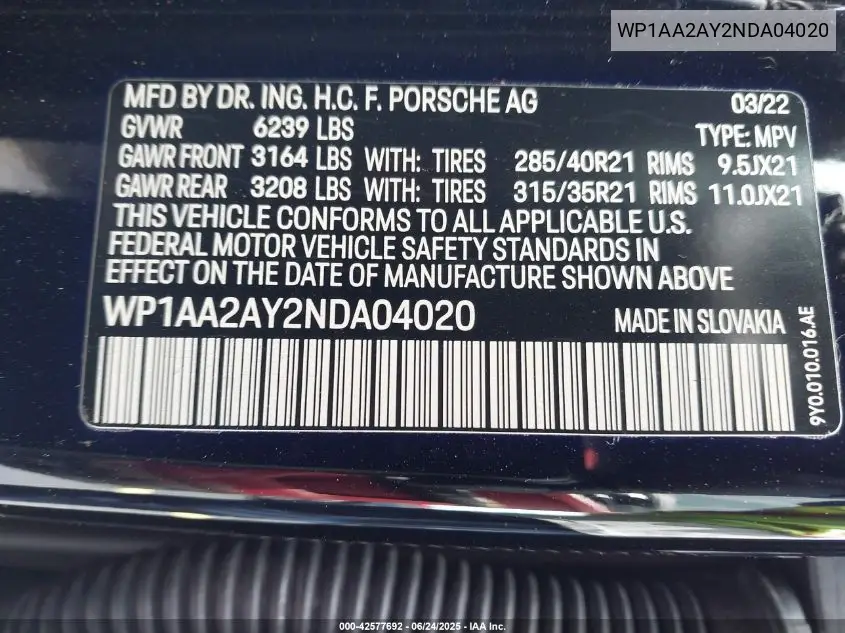 WP1AA2AY2NDA04020
MFD BY DR. ING. H.C. F. PORSCHE AG 03/22
GVWR 6239 LBS TYPE: MPV
GAWR FRONT 3164 LBS WITH: TIRES 285/40R21 RIMS 9.5JX21
GAWR REAR 3208 LBS WITH: TIRES 315/35R21 RIMS 11.0JX21
THIS VEHICLE CONFORMS TO ALL APPLICABLE U.S.
FEDERAL MOTOR VEHICLE SAFETY STANDARDS IN
EFFECT ON THE DATE OF MANUFACTURE SHOWN ABOVE
WP1AA2AY2NDA04020 MADE IN SLOVAKIA
9Y0.010.016.AE
000-42577692 - 06/24/2025 - IAA Inc.